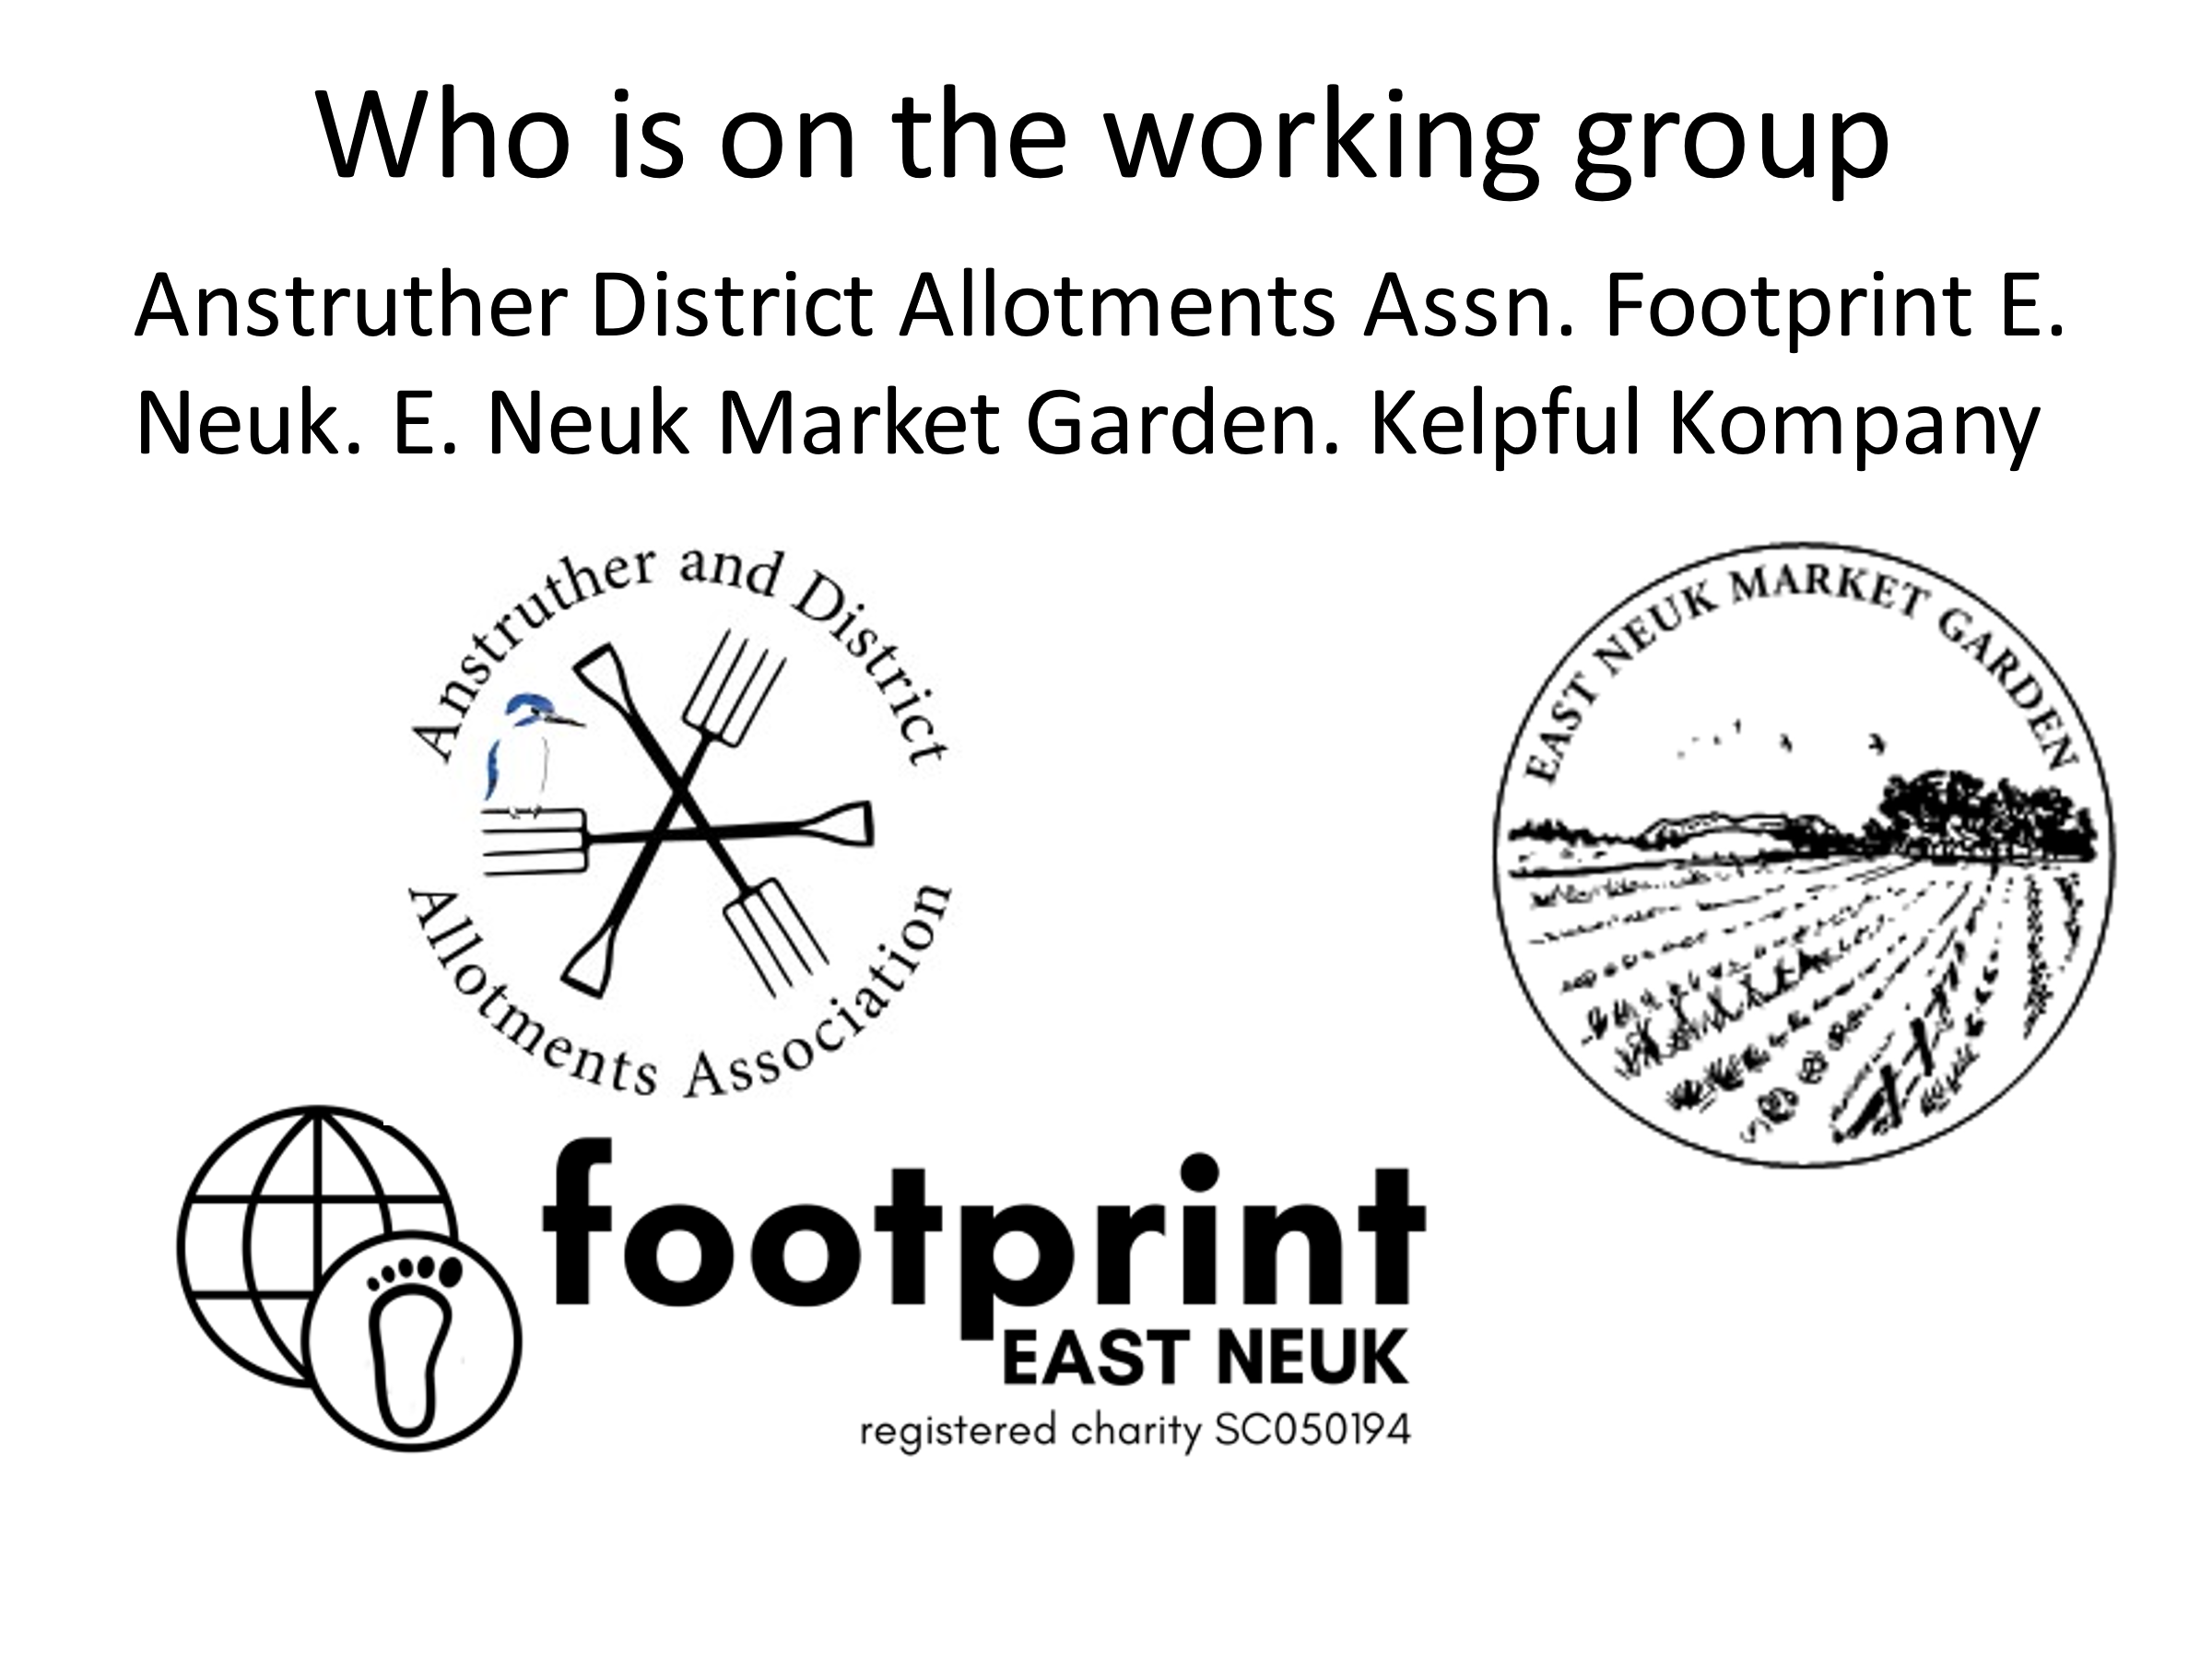 Who is on the working group
Anstruther District Allotments Assn. Footprint E.
Neuk. E. Neuk Market Garden. Kelpful Kompany
Anstruther and District
Allotments Association
EAST NEUK MARKET GARDEN
footprint
EAST NEUK
registered charity SC050194